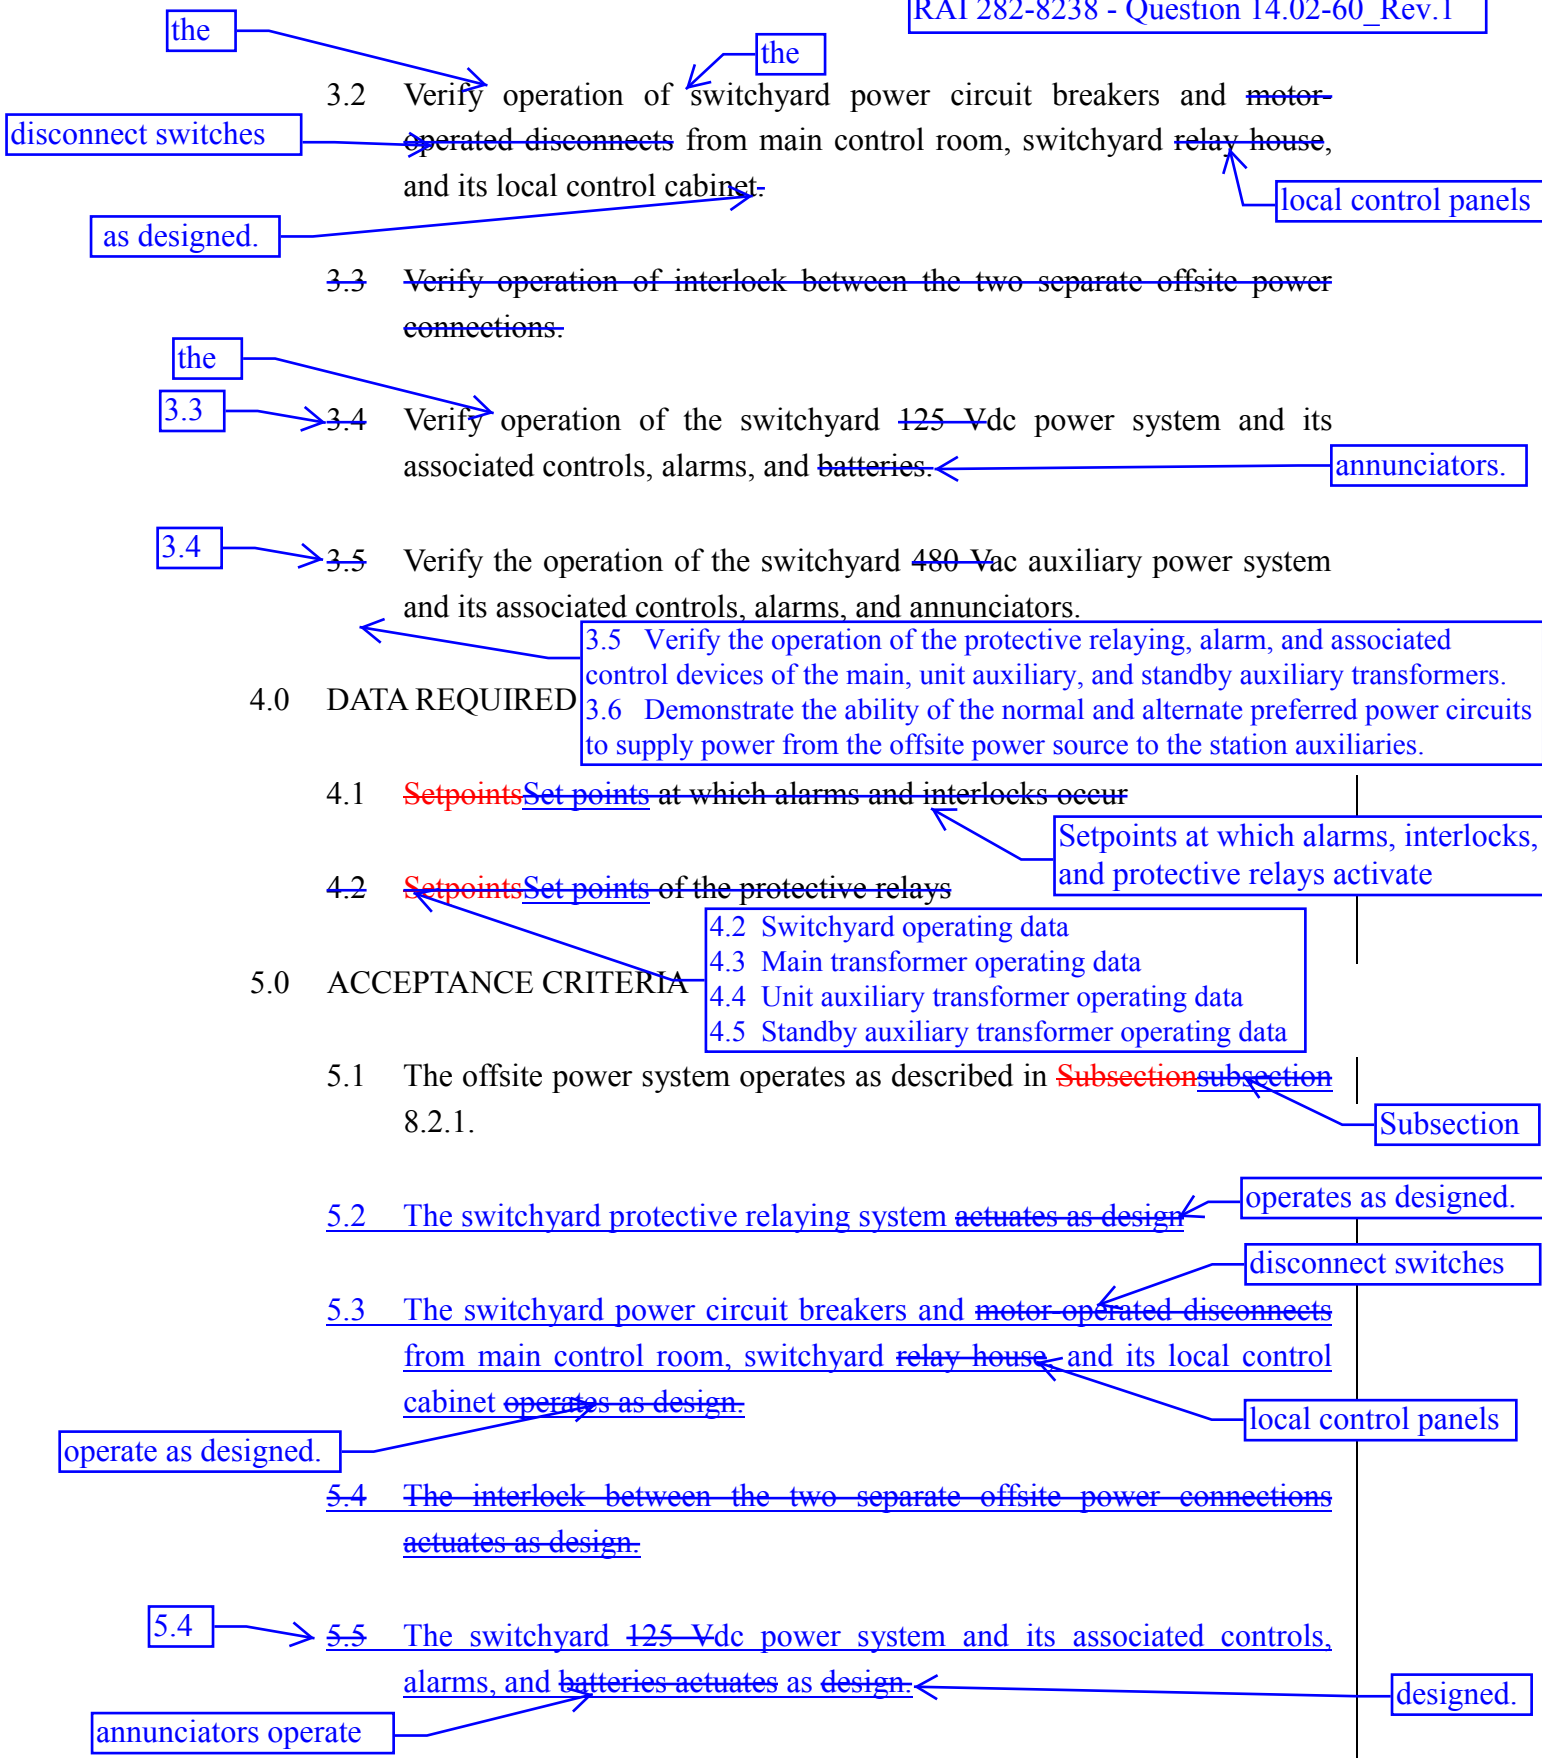 RAI 282-8238 - Question 14.02-60_Rev.1
the
the
3.2 Verify operation of switchyard power circuit breakers and motor-
disconnect switches
operated disconnects from main control room, switchyard relay house,
and its local control cabinet.
local control panels
as designed.
3.3 Verify operation of interlock between the two separate offsite power
connections.
the
3.3
3.4 Verify operation of the switchyard 125 Vdc power system and its
associated controls, alarms, and batteries.
annunciators.
3.4
3.5 Verify the operation of the switchyard 480 Vac auxiliary power system
and its associated controls, alarms, and annunciators.
3.5 Verify the operation of the protective relaying, alarm, and associated
control devices of the main, unit auxiliary, and standby auxiliary transformers.
3.6 Demonstrate the ability of the normal and alternate preferred power circuits
to supply power from the offsite power source to the station auxiliaries.
4.0 DATA REQUIRED
4.1 SetpointsSet points at which alarms and interlocks occur
Setpoints at which alarms, interlocks,
and protective relays activate
4.2 SetpointsSet points of the protective relays
4.2 Switchyard operating data
4.3 Main transformer operating data
4.4 Unit auxiliary transformer operating data
4.5 Standby auxiliary transformer operating data
5.0 ACCEPTANCE CRITERIA
5.1 The offsite power system operates as described in Subsectionsubsection
8.2.1.
Subsection
5.2 The switchyard protective relaying system actuates as design
operates as designed.
disconnect switches
5.3 The switchyard power circuit breakers and motor-operated disconnects
from main control room, switchyard relay house, and its local control
cabinet operates as design.
local control panels
operate as designed.
5.4 The interlock between the two separate offsite power connections
actuates as design.
5.4
5.5 The switchyard 125 Vdc power system and its associated controls,
alarms, and batteries actuates as design.
designed.
annunciators operate